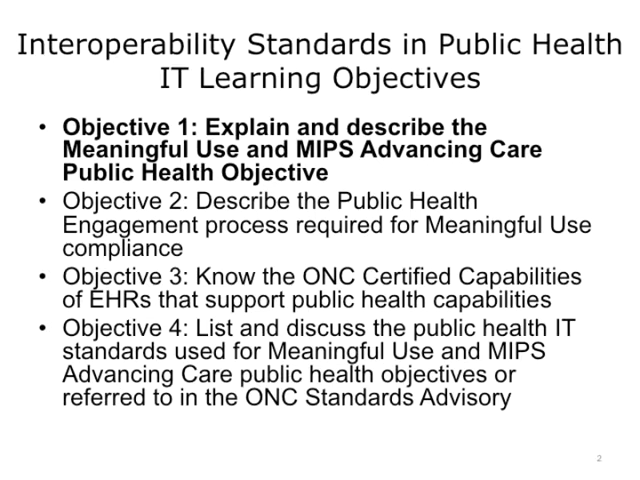 Interoperability Standards in Public Health
IT Learning Objectives
• Objective 1: Explain and describe the
Meaningful Use and MIPS Advancing Care
Public Health Objective
• Objective 2: Describe the Public Health
Engagement process required for Meaningful Use
compliance
• Objective 3: Know the ONC Certified Capabilities
of EHRs that support public health capabilities
• Objective 4: List and discuss the public health IT
standards used for Meaningful Use and MIPS
Advancing Care public health objectives or
referred to in the ONC Standards Advisory
2